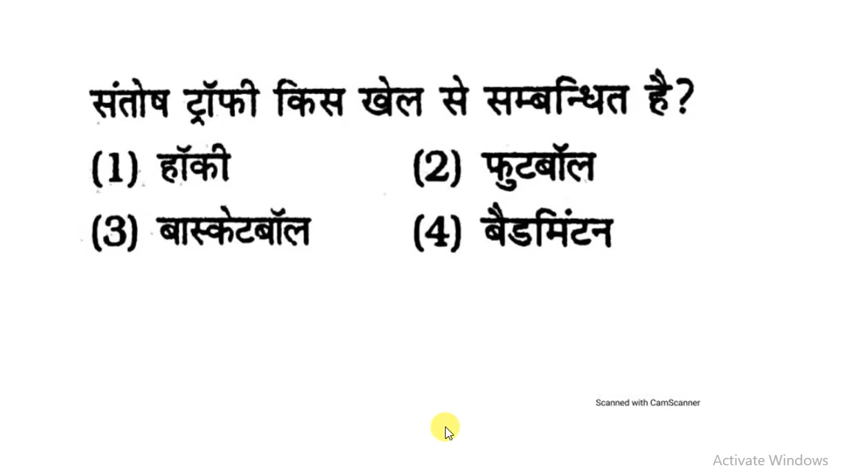 संतोष ट्रॉफी किस खेल से सम्बन्धित है?
(1) हॉकी (2) फुटबॉल
(3) बास्केटबॉल (4) बैडमिंटन
Scanned with CamScanner
Activate Windows